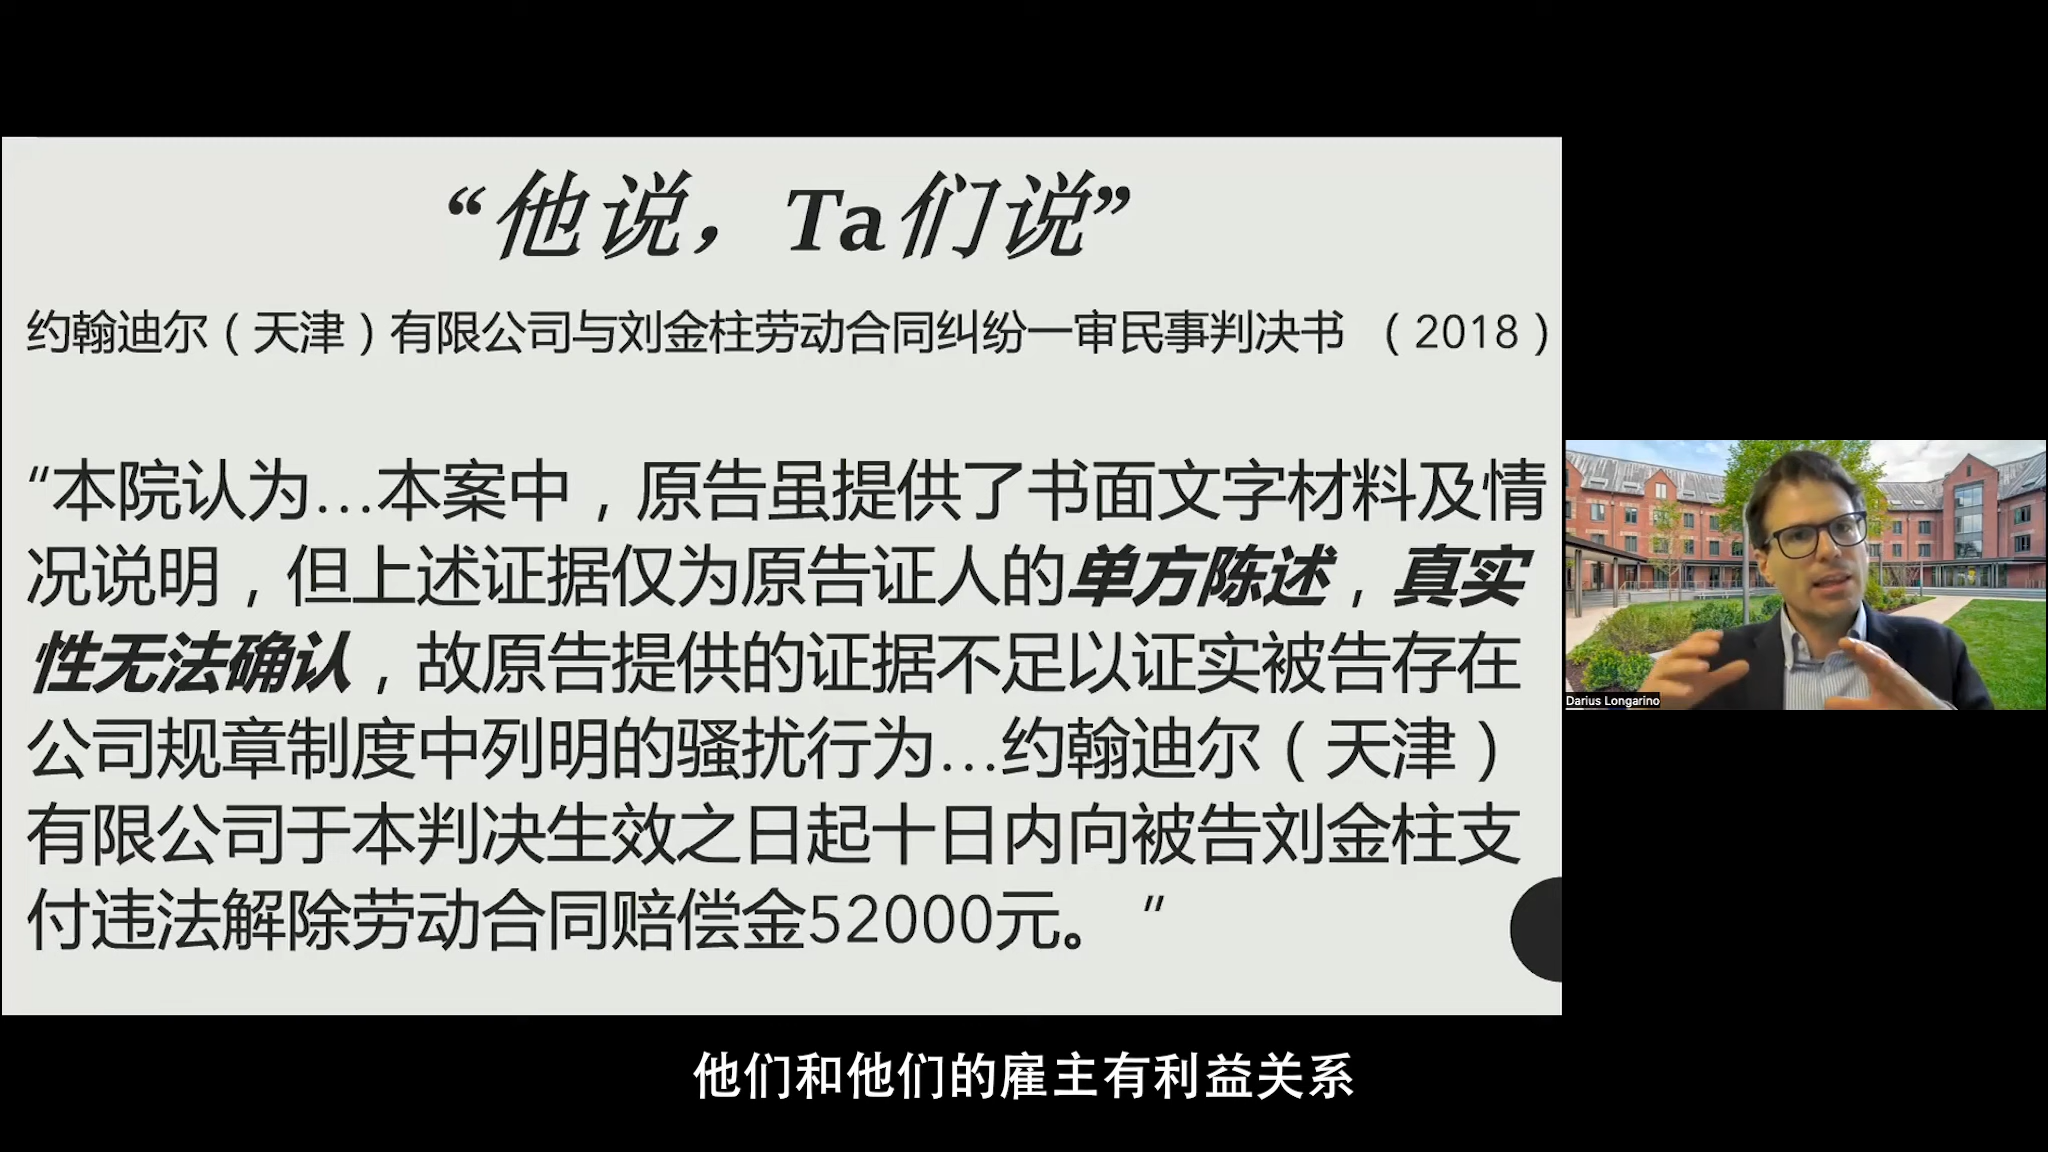 “他说，Ta们说”
约翰迪尔（天津）有限公司与刘金柱劳动合同纠纷一审民事判决书 （2018）
“本院认为…本案中，原告虽提供了书面文字材料及情
况说明，但上述证据仅为原告证人的单方陈述，真实
性无法确认，故原告提供的证据不足以证实被告存在
公司规章制度中列明的骚扰行为…约翰迪尔（天津）
有限公司于本判决生效之日起十日内向被告刘金柱支
付违法解除劳动合同赔偿金52000元。”
Darius Longarino
他们和他们的雇主有利益关系